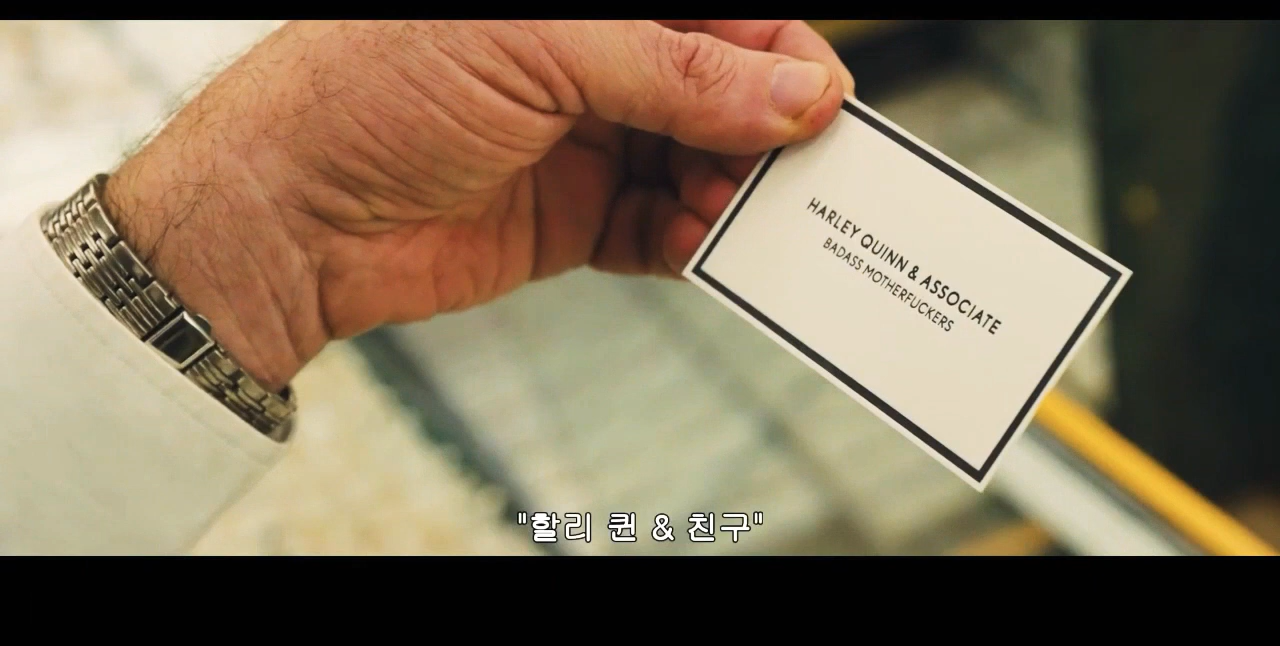 HARLEY QUINN & ASSOCIATE
BADASS MOTHERFUCKERS
"할리 퀸 & 친구"